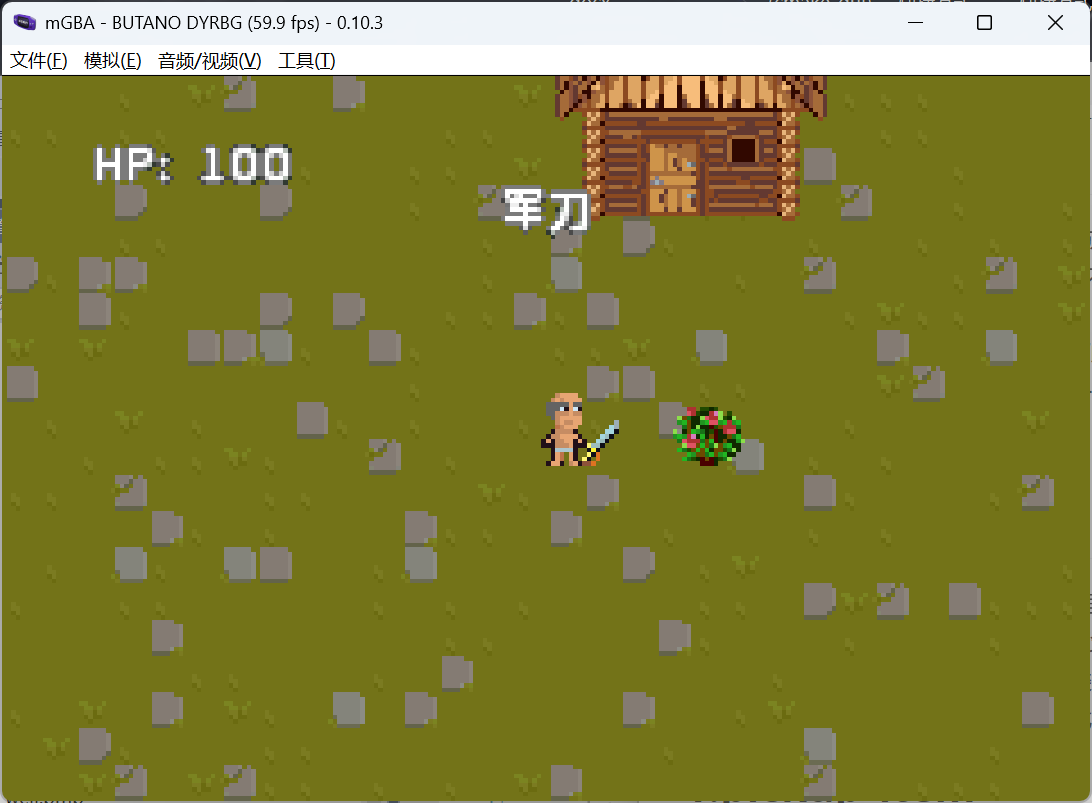 mGBA - BUTANO DYRBG (59.9 fps) - 0.10.3
文件(F) 模拟(E) 音频/视频(V) 工具(T)
HP: 100
军刀